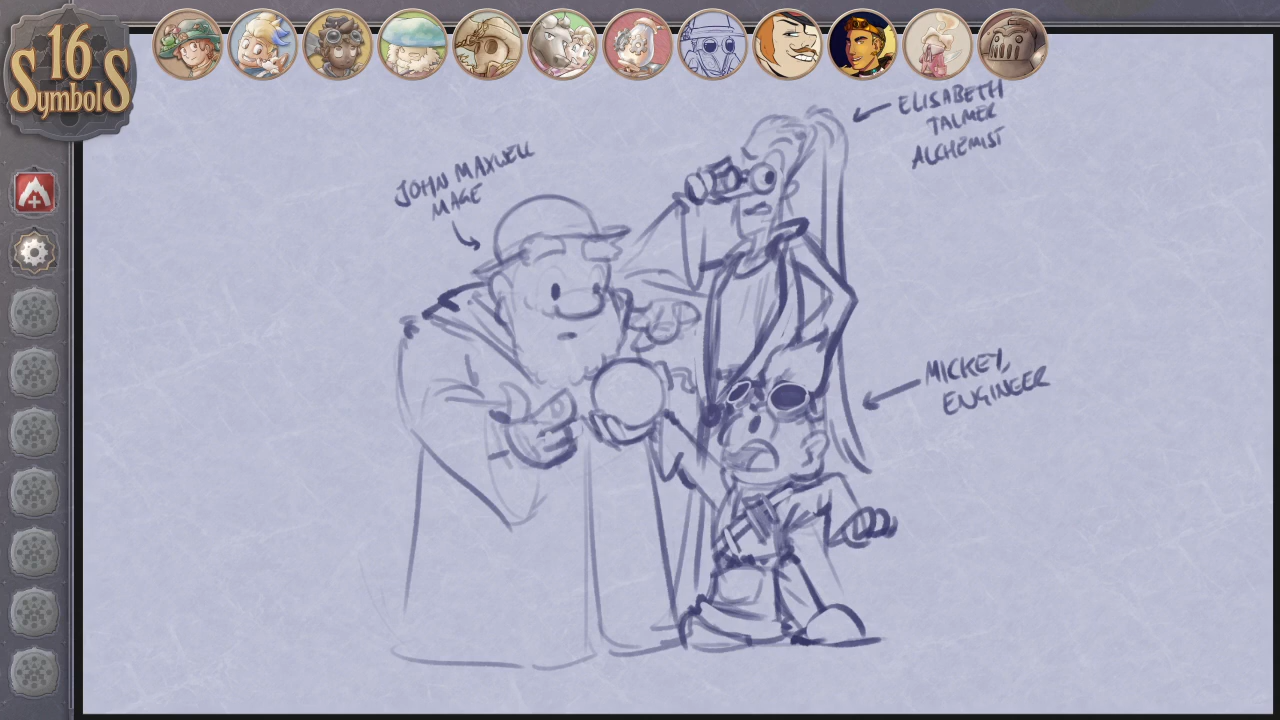 16
Symbols
ELISABETH
TALMER
ALCHEMIST
JOHN MAXWELL
MAGE
MICKEY,
ENGINEER